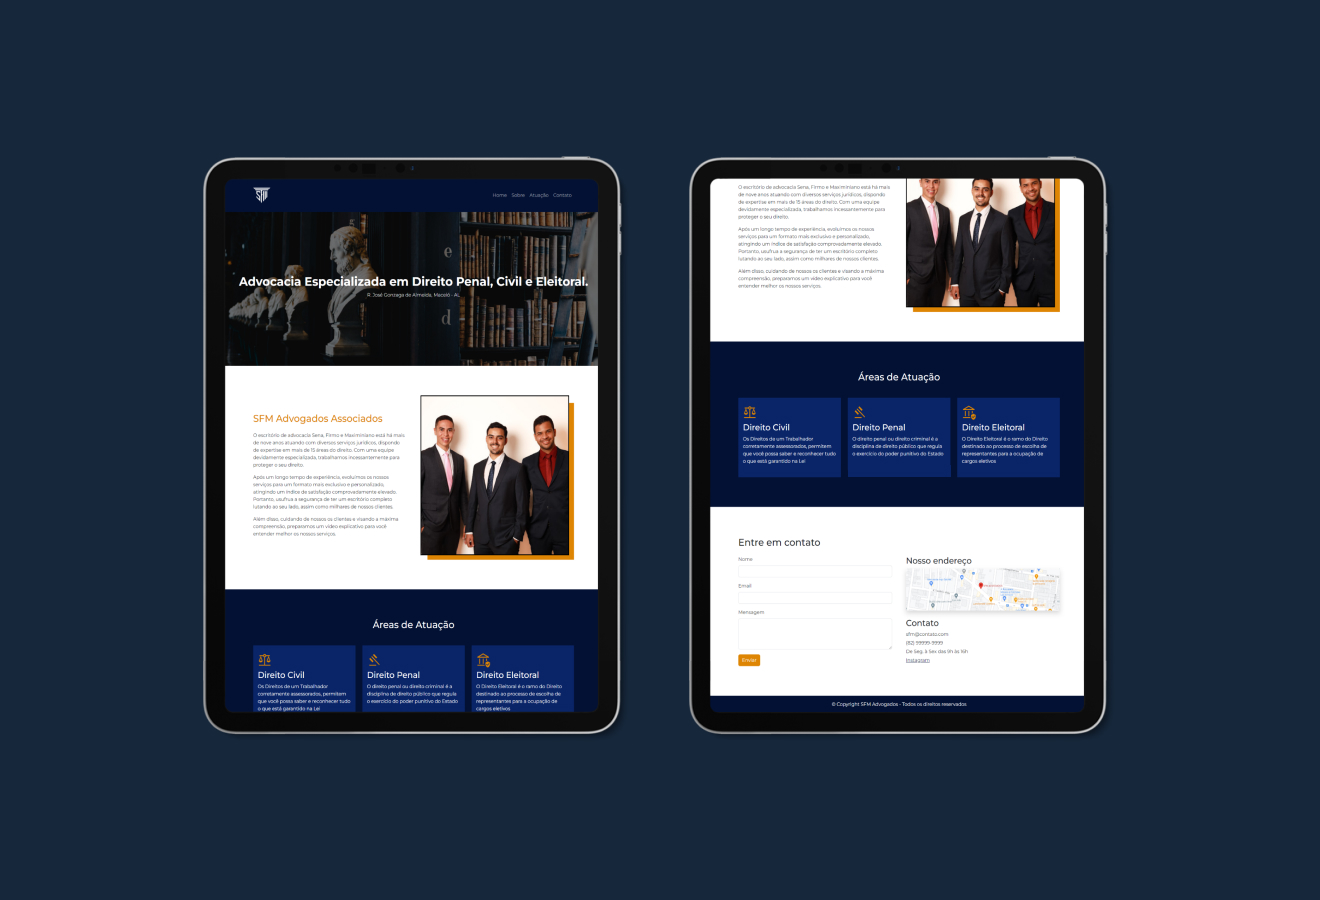 SFM
Home Sobre Atuação Contato
e
Advocacia Especializada em Direito Penal, Civil e Eleitoral.
R. José Gonzaga de Almeida, Maceió - AL
d
SFM Advogados Associados
O escritório de advocacia Sena, Firmo e Maximiniano está há mais
de nove anos atuando com diversos serviços jurídicos, dispondo
de expertise em mais de 15 áreas do direito. Com uma equipe
devidamente especializada, trabalhamos incessantemente para
proteger o seu direito.
Após um longo tempo de experiência, evoluímos os nossos
serviços para um formato mais exclusivo e personalizado,
atingindo um índice de satisfação comprovadamente elevado.
Portanto, usufrua a segurança de ter um escritório completo
lutando ao seu lado, assim como milhares de nossos clientes.
Além disso, cuidando de nossos os clientes e visando a máxima
compreensão, preparamos um vídeo explicativo para você
entender melhor os nossos serviços.
Áreas de Atuação
Direito Civil
Os Direitos de um Trabalhador
corretamente assessorados, permitem
que você possa saber e reconhecer tudo
o que está garantido na Lei!
Direito Penal
O direito penal ou direito criminal é a
disciplina de direito público que regula
o exercício do poder punitivo do Estado
Direito Eleitoral
O Direito Eleitoral é o ramo do Direito
destinado ao processo de escolha de
representantes para a ocupação de
cargos eletivos
O escritório de advocacia Sena, Firmo e Maximiniano está há mais
de nove anos atuando com diversos serviços jurídicos, dispondo
de expertise em mais de 15 áreas do direito. Com uma equipe
devidamente especializada, trabalhamos incessantemente para
proteger o seu direito.
Após um longo tempo de experiência, evoluímos os nossos
serviços para um formato mais exclusivo e personalizado,
atingindo um índice de satisfação comprovadamente elevado.
Portanto, usufrua a segurança de ter um escritório completo
lutando ao seu lado, assim como milhares de nossos clientes.
Além disso, cuidando de nossos os clientes e visando a máxima
compreensão, preparamos um vídeo explicativo para você
entender melhor os nossos serviços.
Áreas de Atuação
Direito Civil
Os Direitos de um Trabalhador
corretamente assessorados, permitem
que você possa saber e reconhecer tudo
o que está garantido na Lei!
Direito Penal
O direito penal ou direito criminal é a
disciplina de direito público que regula
o exercício do poder punitivo do Estado
Direito Eleitoral
O Direito Eleitoral é o ramo do Direito
destinado ao processo de escolha de
representantes para a ocupação de
cargos eletivos
Entre em contato
Nome
Email
Mensagem
Enviar
Nosso endereço
Contato
sfm@contato.com
(82) 99999-9999
De Seg. à Sex das 9h às 16h
Instagram
© Copyright SFM Advogados - Todos os direitos reservados